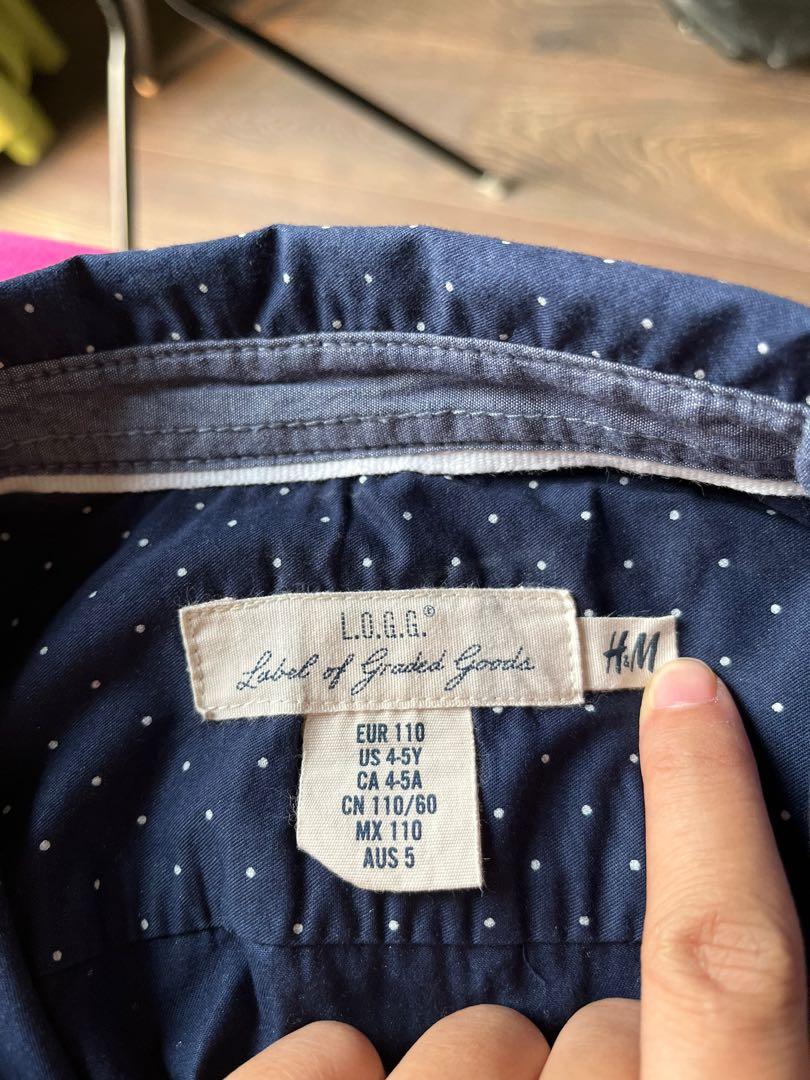 L.O.G.G.®
Label of Graded Goods
H&M
EUR 110
US 4-5Y
CA 4-5A
CN 110/60
MX 110
AUS 5